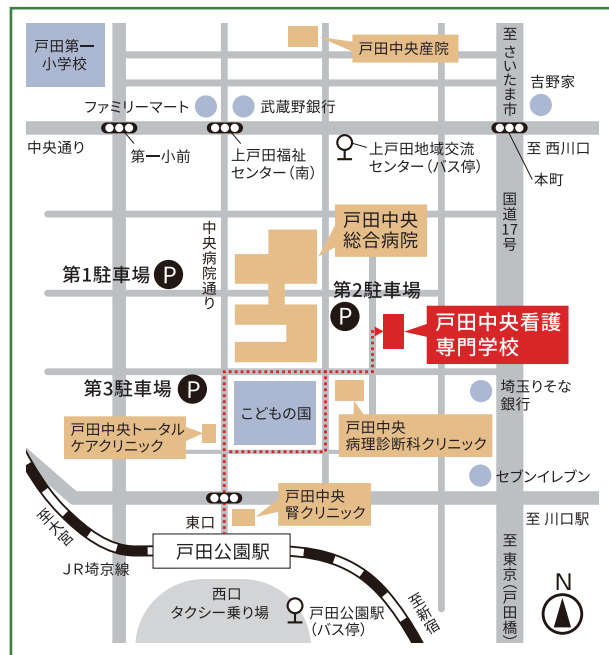 戸田第一
小学校
戸田中央産院
至 さいたま市
吉野家
ファミリーマート
武蔵野銀行
中央通り
第一小前
上戸田福祉
センター（南）
上戸田地域交流
センター（バス停）
至 西川口
本町
国道17号
中央病院通り
戸田中央
総合病院
第1駐車場
P
第2駐車場
P
戸田中央看護
専門学校
第3駐車場
P
こどもの国
埼玉りそな
銀行
戸田中央トータル
ケアクリニック
戸田中央
病理診断科クリニック
セブンイレブン
戸田中央
腎クリニック
東口
至 川口駅
至大宮
戸田公園駅
JR埼京線
至 東京（戸田橋）
西口
タクシー乗り場
戸田公園駅
（バス停）
至新宿
N